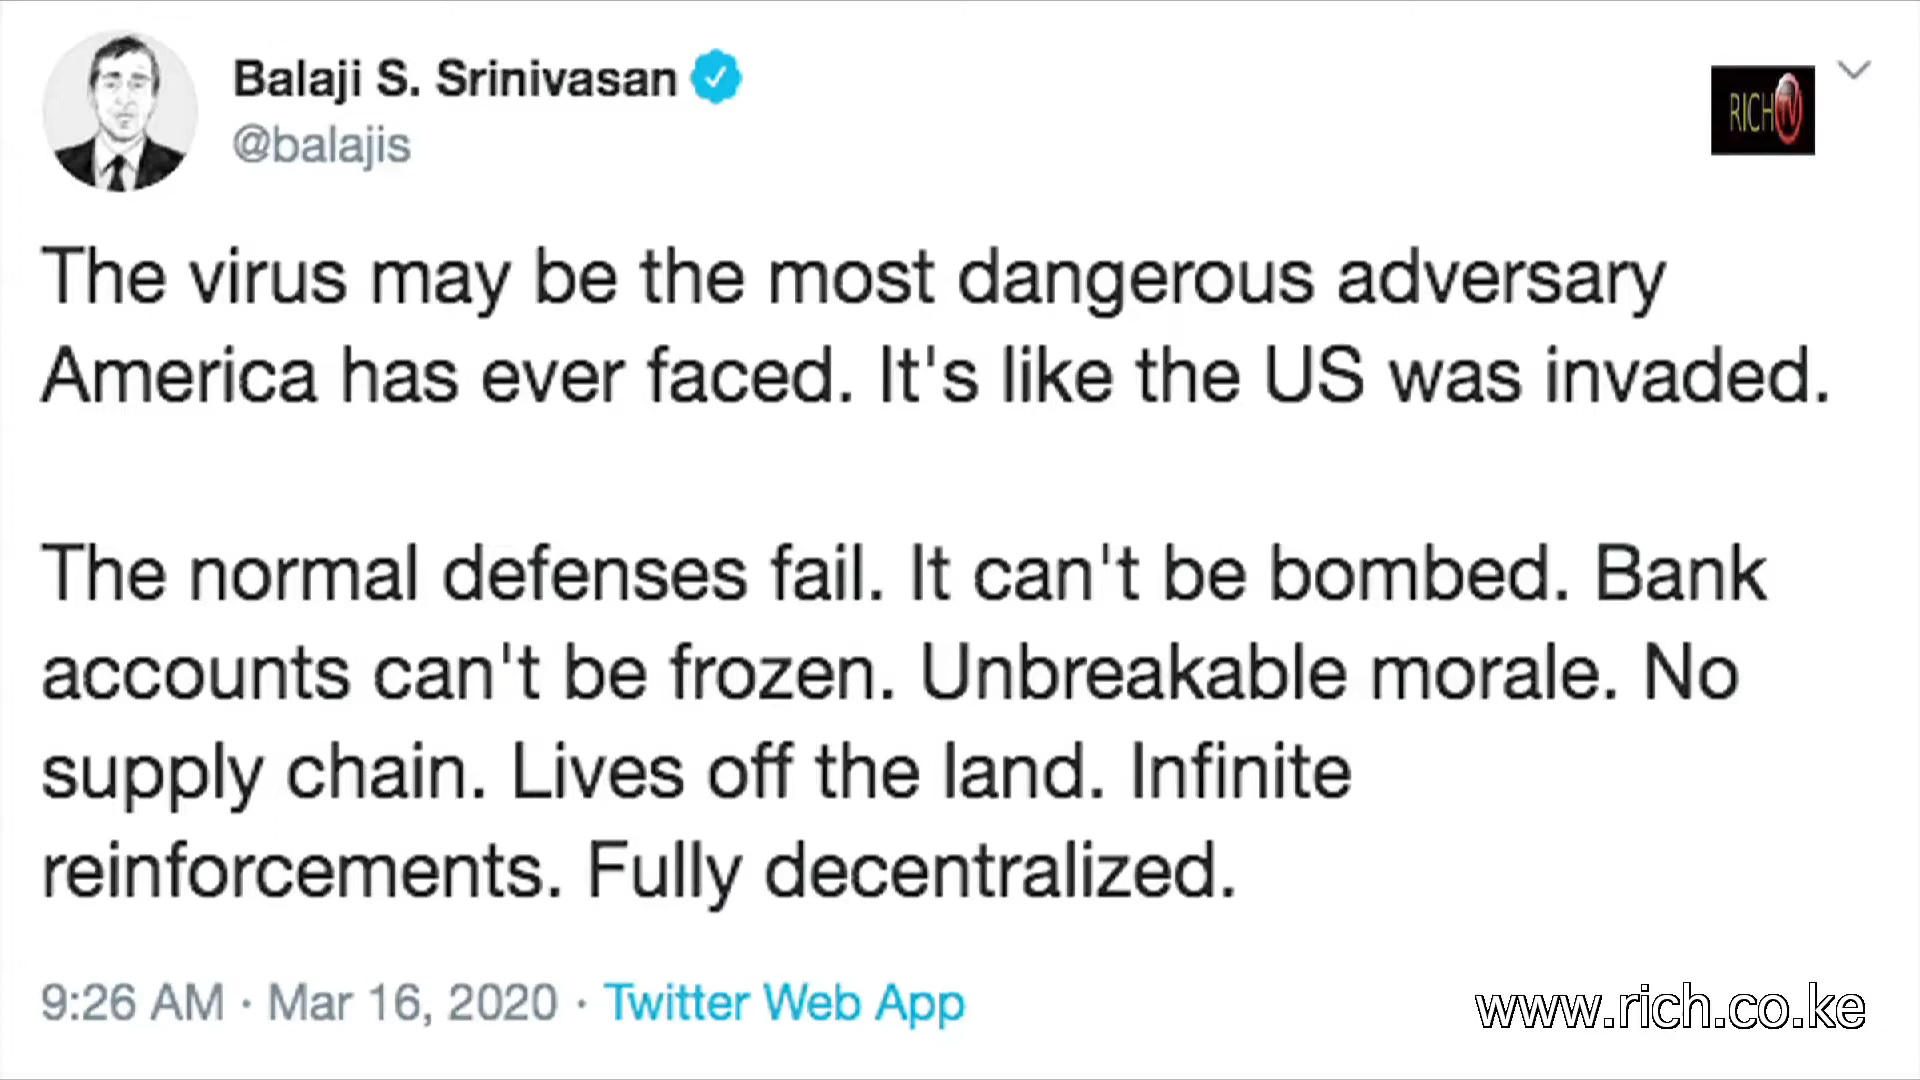 Balaji S. Srinivasan
@balajis
RICH TV
The virus may be the most dangerous adversary
America has ever faced. It's like the US was invaded.
The normal defenses fail. It can't be bombed. Bank
accounts can't be frozen. Unbreakable morale. No
supply chain. Lives off the land. Infinite
reinforcements. Fully decentralized.
9:26 AM · Mar 16, 2020 · Twitter Web App
www.rich.co.ke